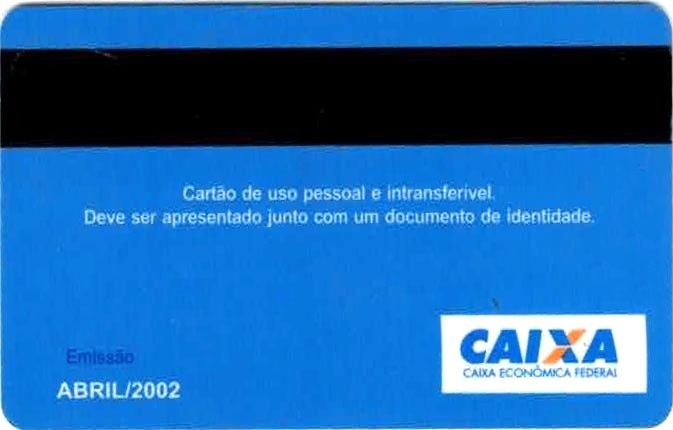 Cartão de uso pessoal e intransferível.
Deve ser apresentado junto com um documento de identidade.
Emissão
ABRIL/2002
CAIXA
CAIXA ECONÔMICA FEDERAL